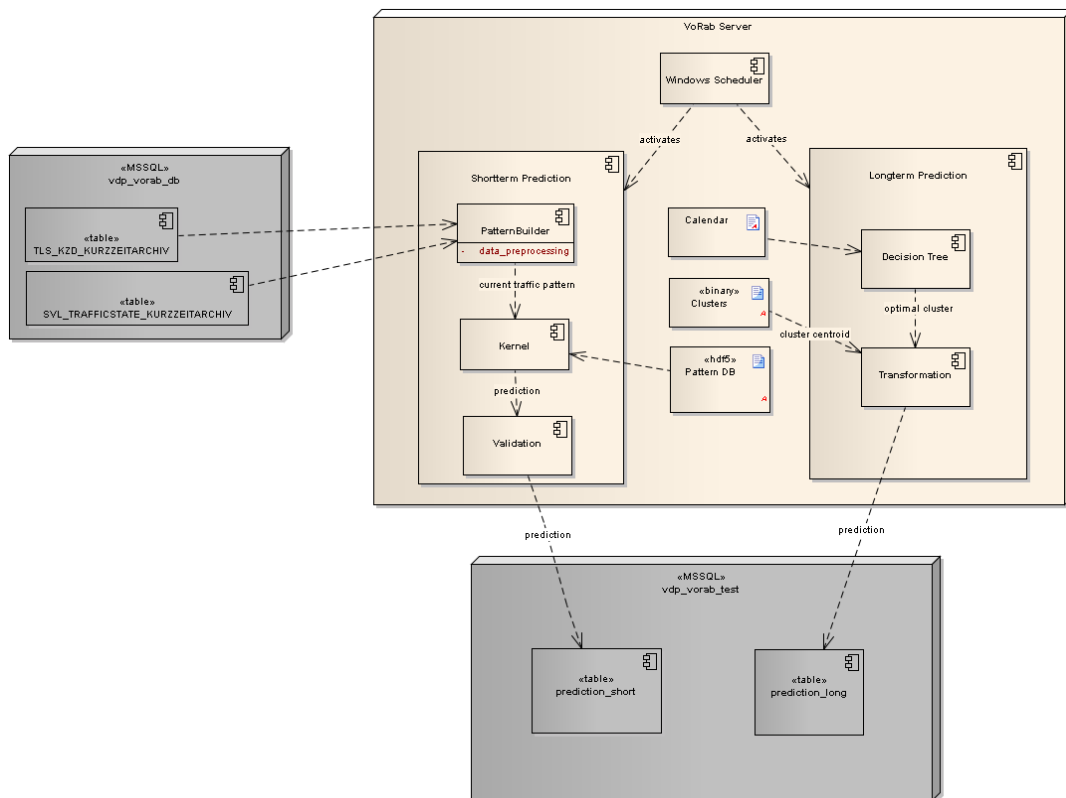 VoRab Server
Windows Scheduler
activates
activates
«MSSQL»
vdp_vorab_db
«table»
TLS_KZD_KURZZEITARCHIV
«table»
SVL_TRAFFICSTATE_KURZZEITARCHIV
Shortterm Prediction
PatternBuilder
- data_preprocessing
current traffic pattern
Kernel
prediction
Validation
Calendar
«binary»
Clusters
A
cluster centroid
«hdf5»
Pattern DB
A
Longterm Prediction
Decision Tree
optimal cluster
Transformation
prediction
prediction
«MSSQL»
vdp_vorab_test
«table»
prediction_short
«table»
prediction_long